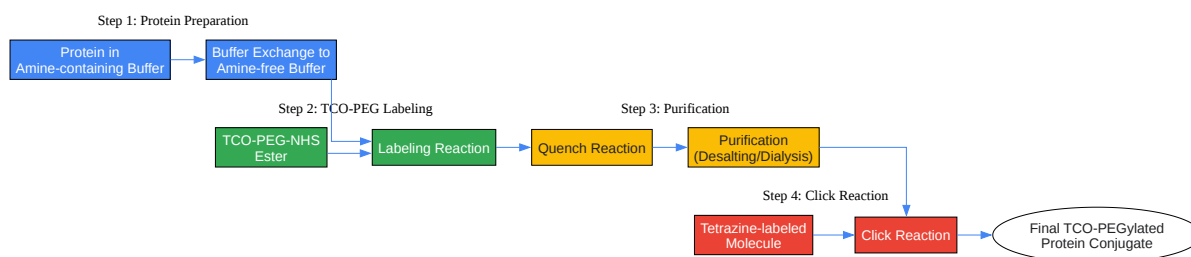 Step 1: Protein Preparation
Protein in
Amine-containing Buffer
Buffer Exchange to
Amine-free Buffer
Step 2: TCO-PEG Labeling
TCO-PEG-NHS
Ester
Labeling Reaction
Step 3: Purification
Quench Reaction
Purification
(Desalting/Dialysis)
Step 4: Click Reaction
Tetrazine-labeled
Molecule
Click Reaction
Final TCO-PEGylated
Protein Conjugate